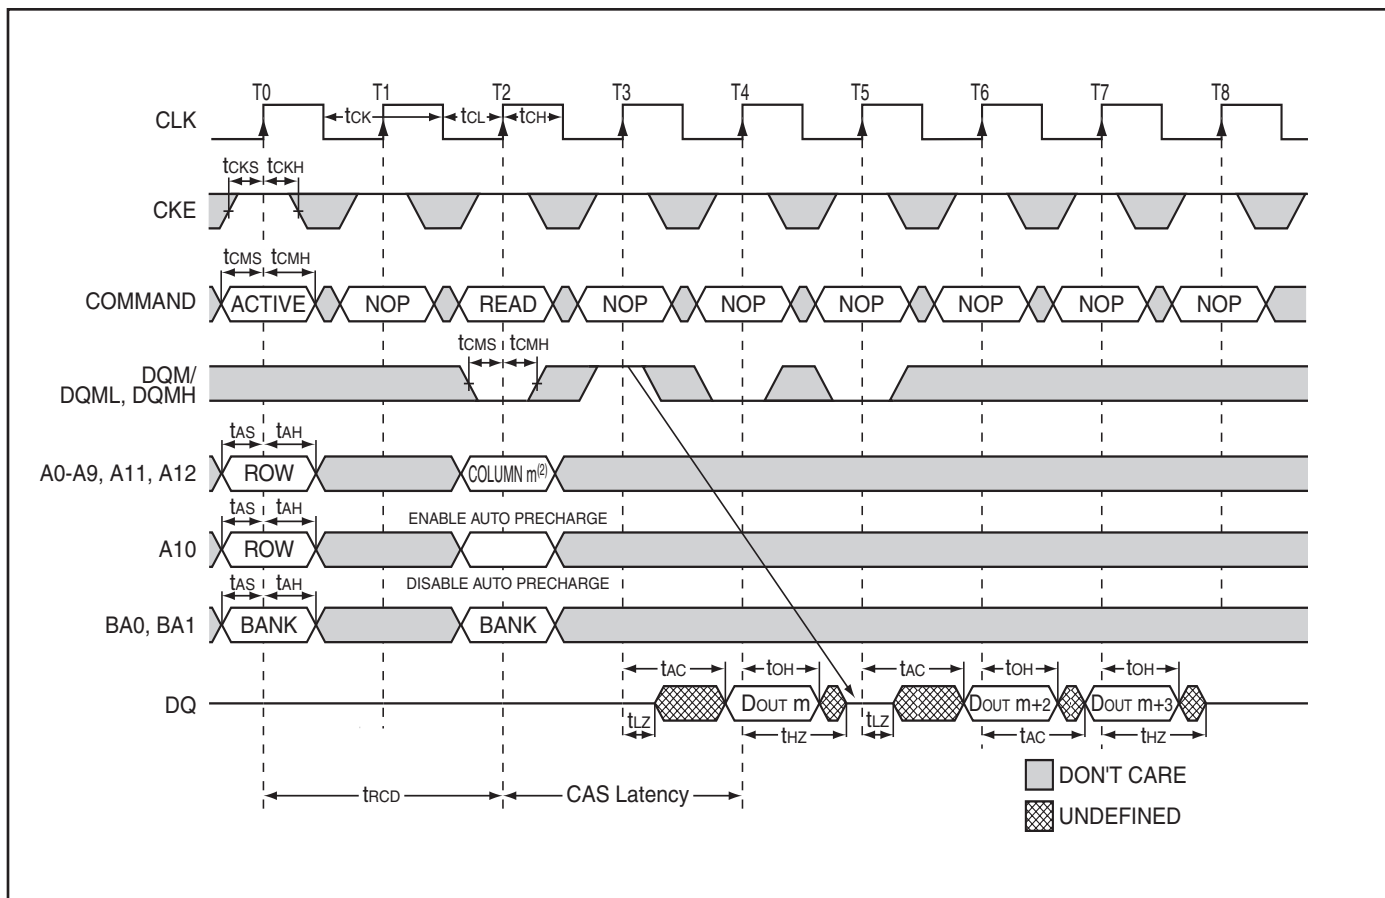 T0 T1 T2 T3 T4 T5 T6 T7 T8
CLK tCK tCL tCH
tCKS tCKH
CKE
tCMS tCMH
COMMAND ACTIVE NOP READ NOP NOP NOP NOP NOP NOP
tCMS tCMH
DQM/
DQML, DQMH
tAS tAH
A0-A9, A11, A12 ROW COLUMN m(2)
tAS tAH ENABLE AUTO PRECHARGE
A10 ROW
tAS tAH DISABLE AUTO PRECHARGE
BA0, BA1 BANK BANK
tAC tOH tAC tOH tOH
DQ DOUT m DOUT m+2 DOUT m+3
tLZ tHZ tLZ tAC tHZ
DON'T CARE
tRCD CAS Latency
UNDEFINED